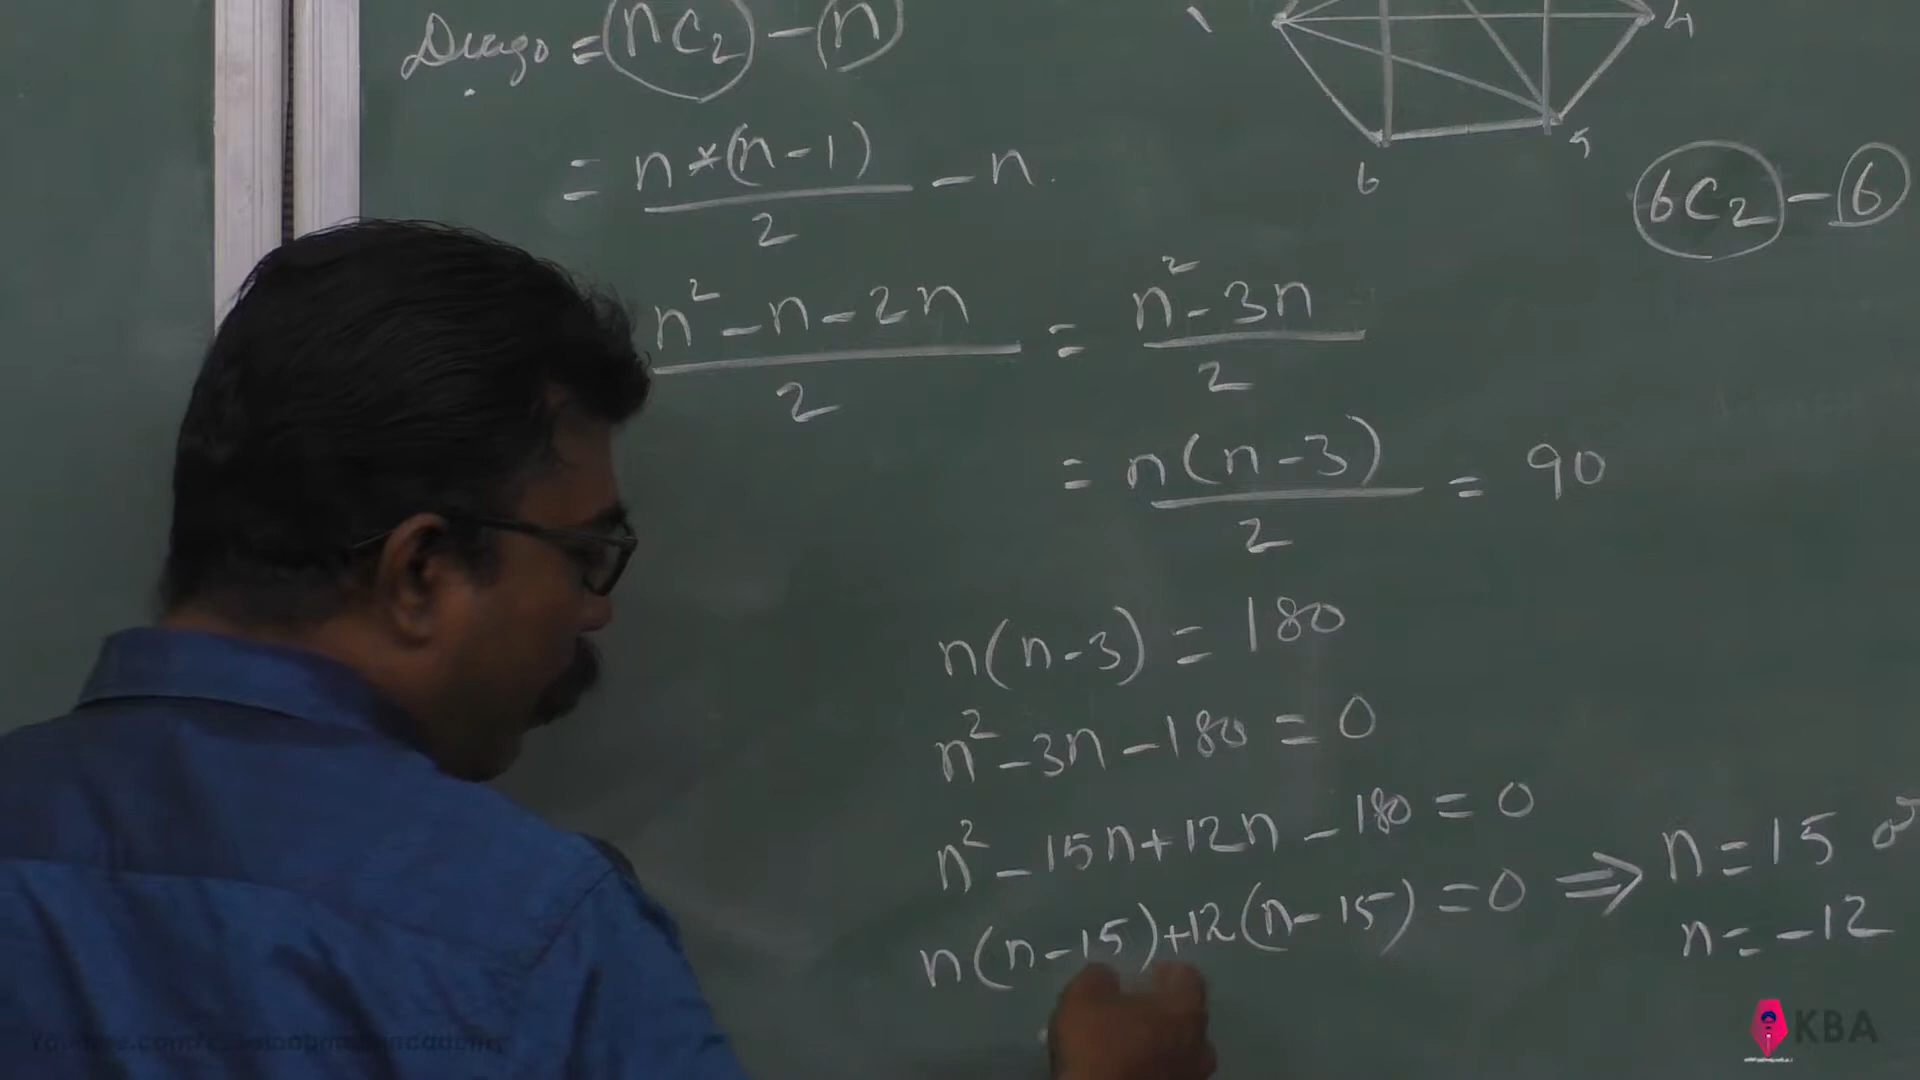 Diago = nC₂ - n
= n*(n-1)/2 - n
n² - n - 2n / 2 = n² - 3n / 2
= n(n-3)/2 = 90
n(n-3) = 180
n² - 3n - 180 = 0
n² - 15n + 12n - 180 = 0
n(n-15)+12(n-15) = 0 ⇒ n = 15 or
n = -12
1
4
5
6
6C₂ - 6
KBA